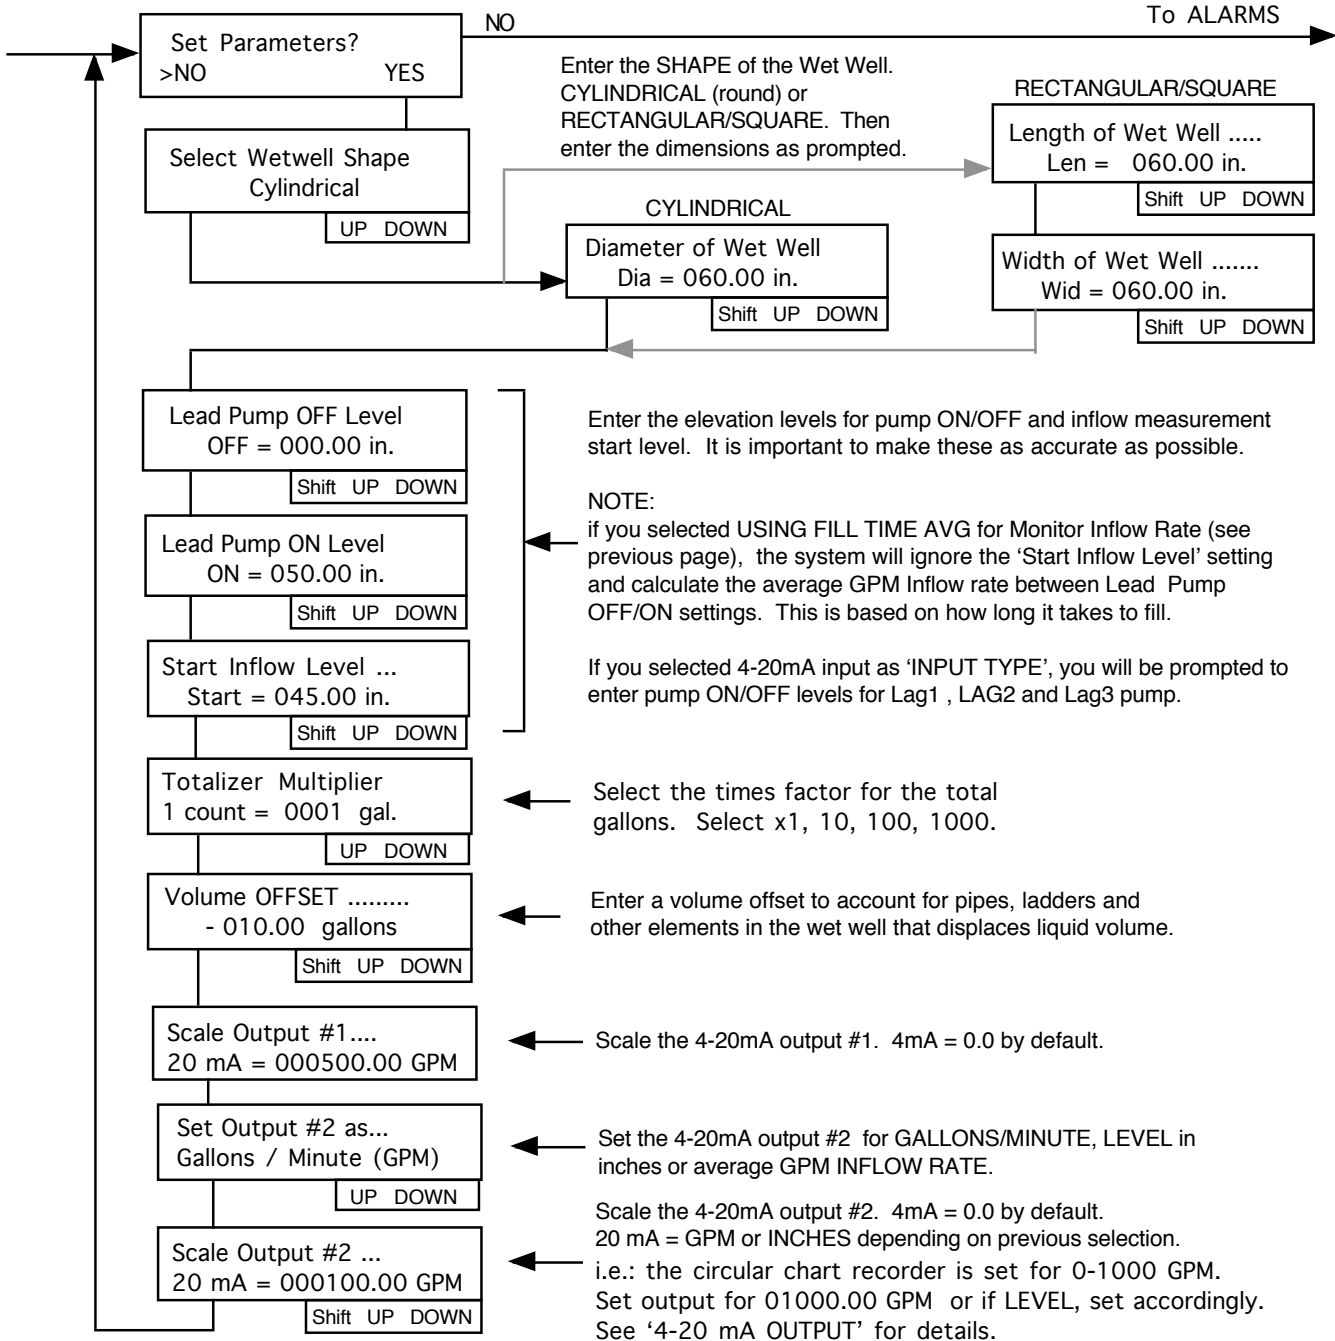 NO
To ALARMS
Set Parameters?
>NO YES
Enter the SHAPE of the Wet Well.
CYLINDRICAL (round) or
RECTANGULAR/SQUARE. Then
enter the dimensions as prompted.
RECTANGULAR/SQUARE
Length of Wet Well .....
Len = 060.00 in.
Shift UP DOWN
Select Wetwell Shape
Cylindrical
UP DOWN
CYLINDRICAL
Diameter of Wet Well
Dia = 060.00 in.
Shift UP DOWN
Width of Wet Well .......
Wid = 060.00 in.
Shift UP DOWN
Lead Pump OFF Level
OFF = 000.00 in.
Shift UP DOWN
Lead Pump ON Level
ON = 050.00 in.
Shift UP DOWN
Start Inflow Level ...
Start = 045.00 in.
Shift UP DOWN
Enter the elevation levels for pump ON/OFF and inflow measurement
start level. It is important to make these as accurate as possible.
NOTE:
if you selected USING FILL TIME AVG for Monitor Inflow Rate (see
previous page), the system will ignore the ‘Start Inflow Level’ setting
and calculate the average GPM Inflow rate between Lead Pump
OFF/ON settings. This is based on how long it takes to fill.
If you selected 4-20mA input as ‘INPUT TYPE’, you will be prompted to
enter pump ON/OFF levels for Lag1 , LAG2 and Lag3 pump.
Totalizer Multiplier
1 count = 0001 gal.
UP DOWN
Select the times factor for the total
gallons. Select x1, 10, 100, 1000.
Volume OFFSET .........
- 010.00 gallons
Shift UP DOWN
Enter a volume offset to account for pipes, ladders and
other elements in the wet well that displaces liquid volume.
Scale Output #1....
20 mA = 000500.00 GPM
Scale the 4-20mA output #1. 4mA = 0.0 by default.
Set Output #2 as...
Gallons / Minute (GPM)
UP DOWN
Set the 4-20mA output #2 for GALLONS/MINUTE, LEVEL in
inches or average GPM INFLOW RATE.
Scale Output #2 ...
20 mA = 000100.00 GPM
Shift UP DOWN
Scale the 4-20mA output #2. 4mA = 0.0 by default.
20 mA = GPM or INCHES depending on previous selection.
i.e.: the circular chart recorder is set for 0-1000 GPM.
Set output for 01000.00 GPM or if LEVEL, set accordingly.
See ‘4-20 mA OUTPUT’ for details.